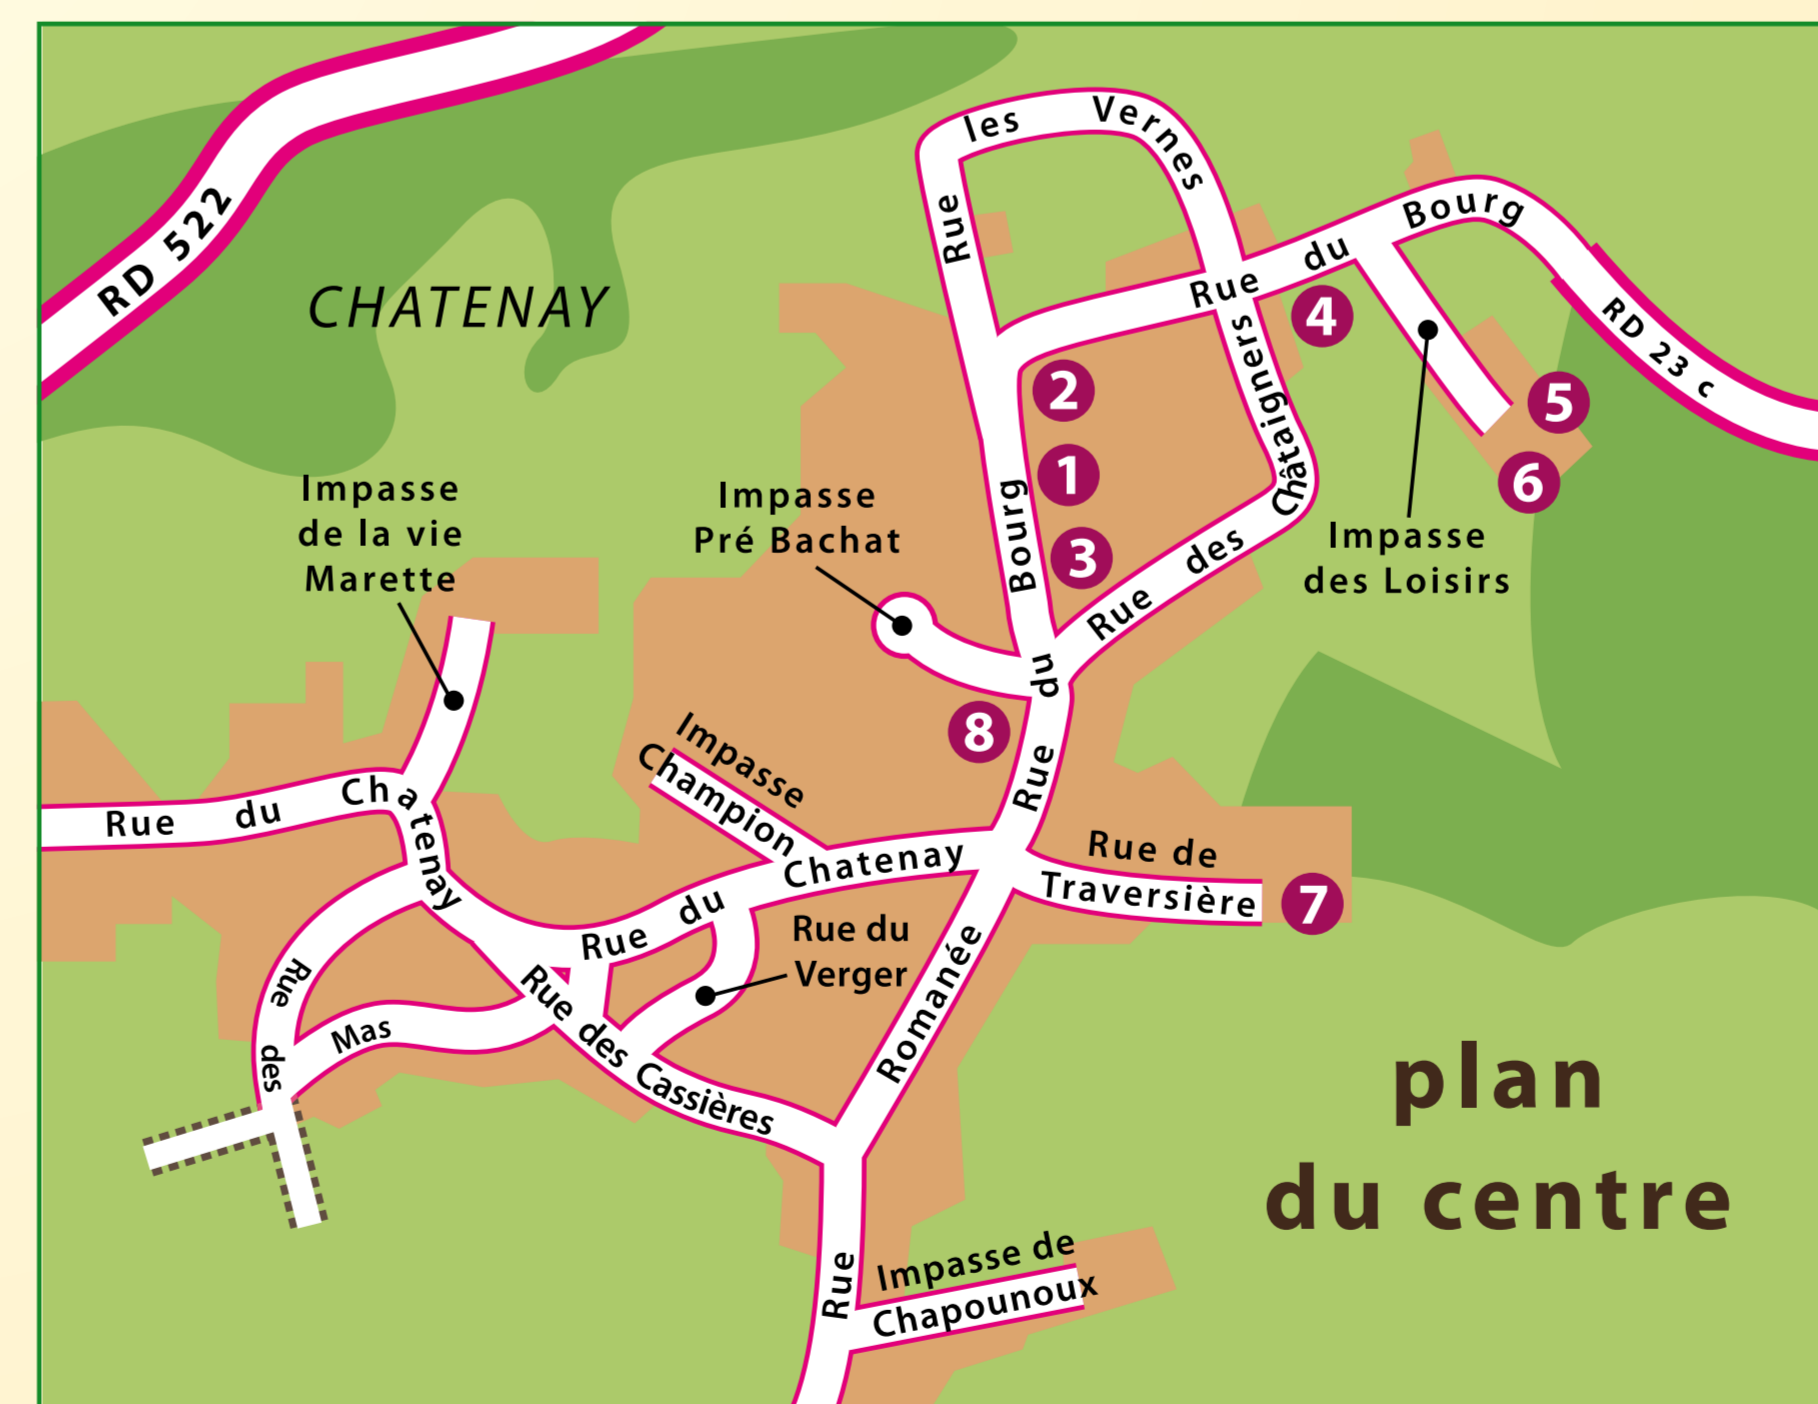 les Vernes
Rue
Bourg
Rue du
RD 522
CHATENAY
4
RD 23 c
2
5
Châtaigners
1
6
Impasse
de la vie
Marette
Impasse
Pré Bachat
Bourg
3
Rue des
Impasse
des Loisirs
du
8
Rue
Impasse
Champion
Rue du Chatenay
Rue du Chatenay
Rue de
Traversière
7
Rue du
Verger
Rue
des
Mas
Rue des Cassières
Romanée
Rue
Impasse de
Chapounoux
plan
du centre